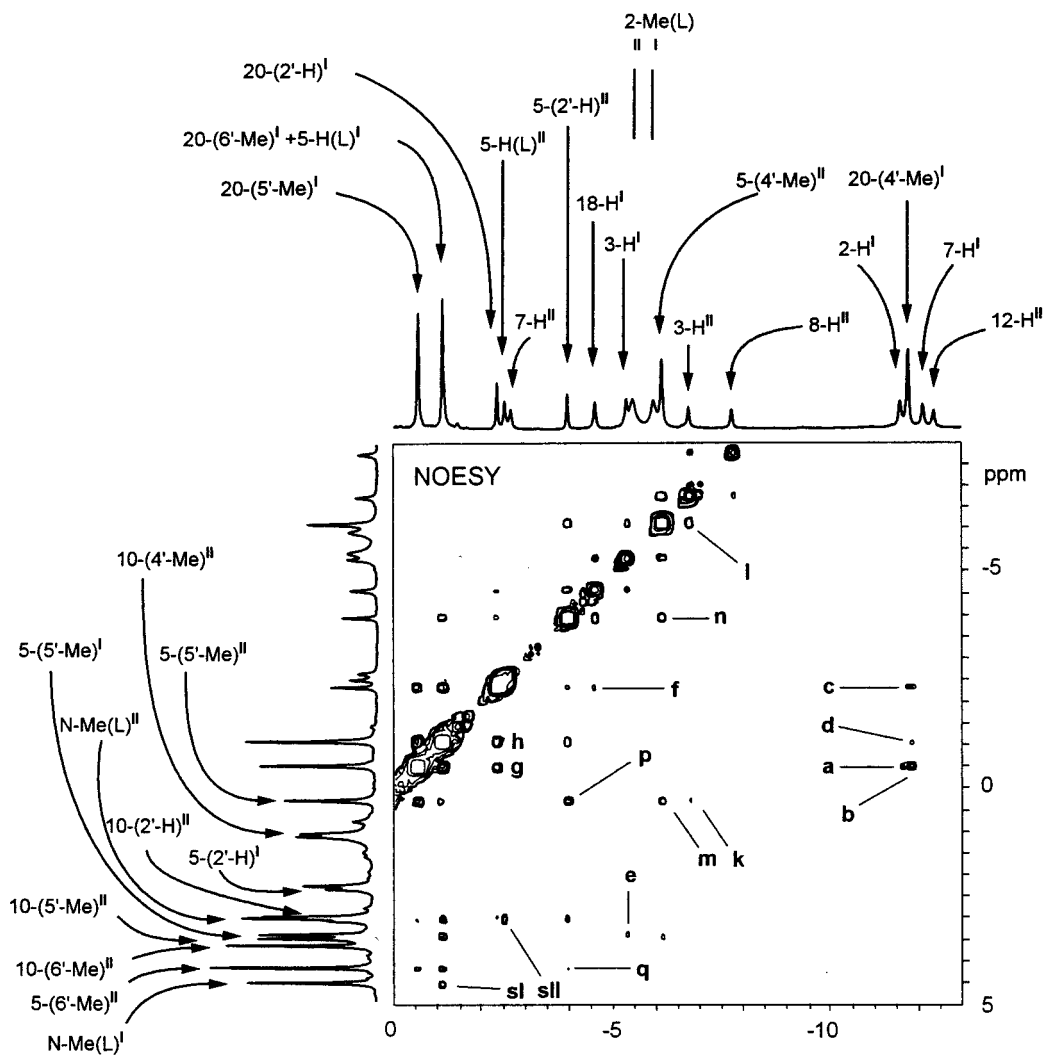 2-Me(L)
II I
20-(2'-H)ᴵ
5-(2'-H)ᴵᴵ
20-(6'-Me)ᴵ +5-H(L)ᴵ
5-H(L)ᴵᴵ
20-(5'-Me)ᴵ
18-Hᴵ
5-(4'-Me)ᴵᴵ
20-(4'-Me)ᴵ
3-Hᴵ
2-Hᴵ
7-Hᴵ
7-Hᴵᴵ
3-Hᴵᴵ
8-Hᴵᴵ
12-Hᴵᴵ
NOESY
ppm
10-(4'-Me)ᴵᴵ
-5
l
5-(5'-Me)ᴵ
5-(5'-Me)ᴵᴵ
n
N-Me(L)ᴵᴵ
f
c
d
h
g
p
a
b
10-(2'-H)ᴵᴵ
5-(2'-H)ᴵ
m k
0
10-(5'-Me)ᴵᴵ
e
10-(6'-Me)ᴵᴵ
q
5-(6'-Me)ᴵᴵ
sI sII
N-Me(L)ᴵ
5
0 -5 -10